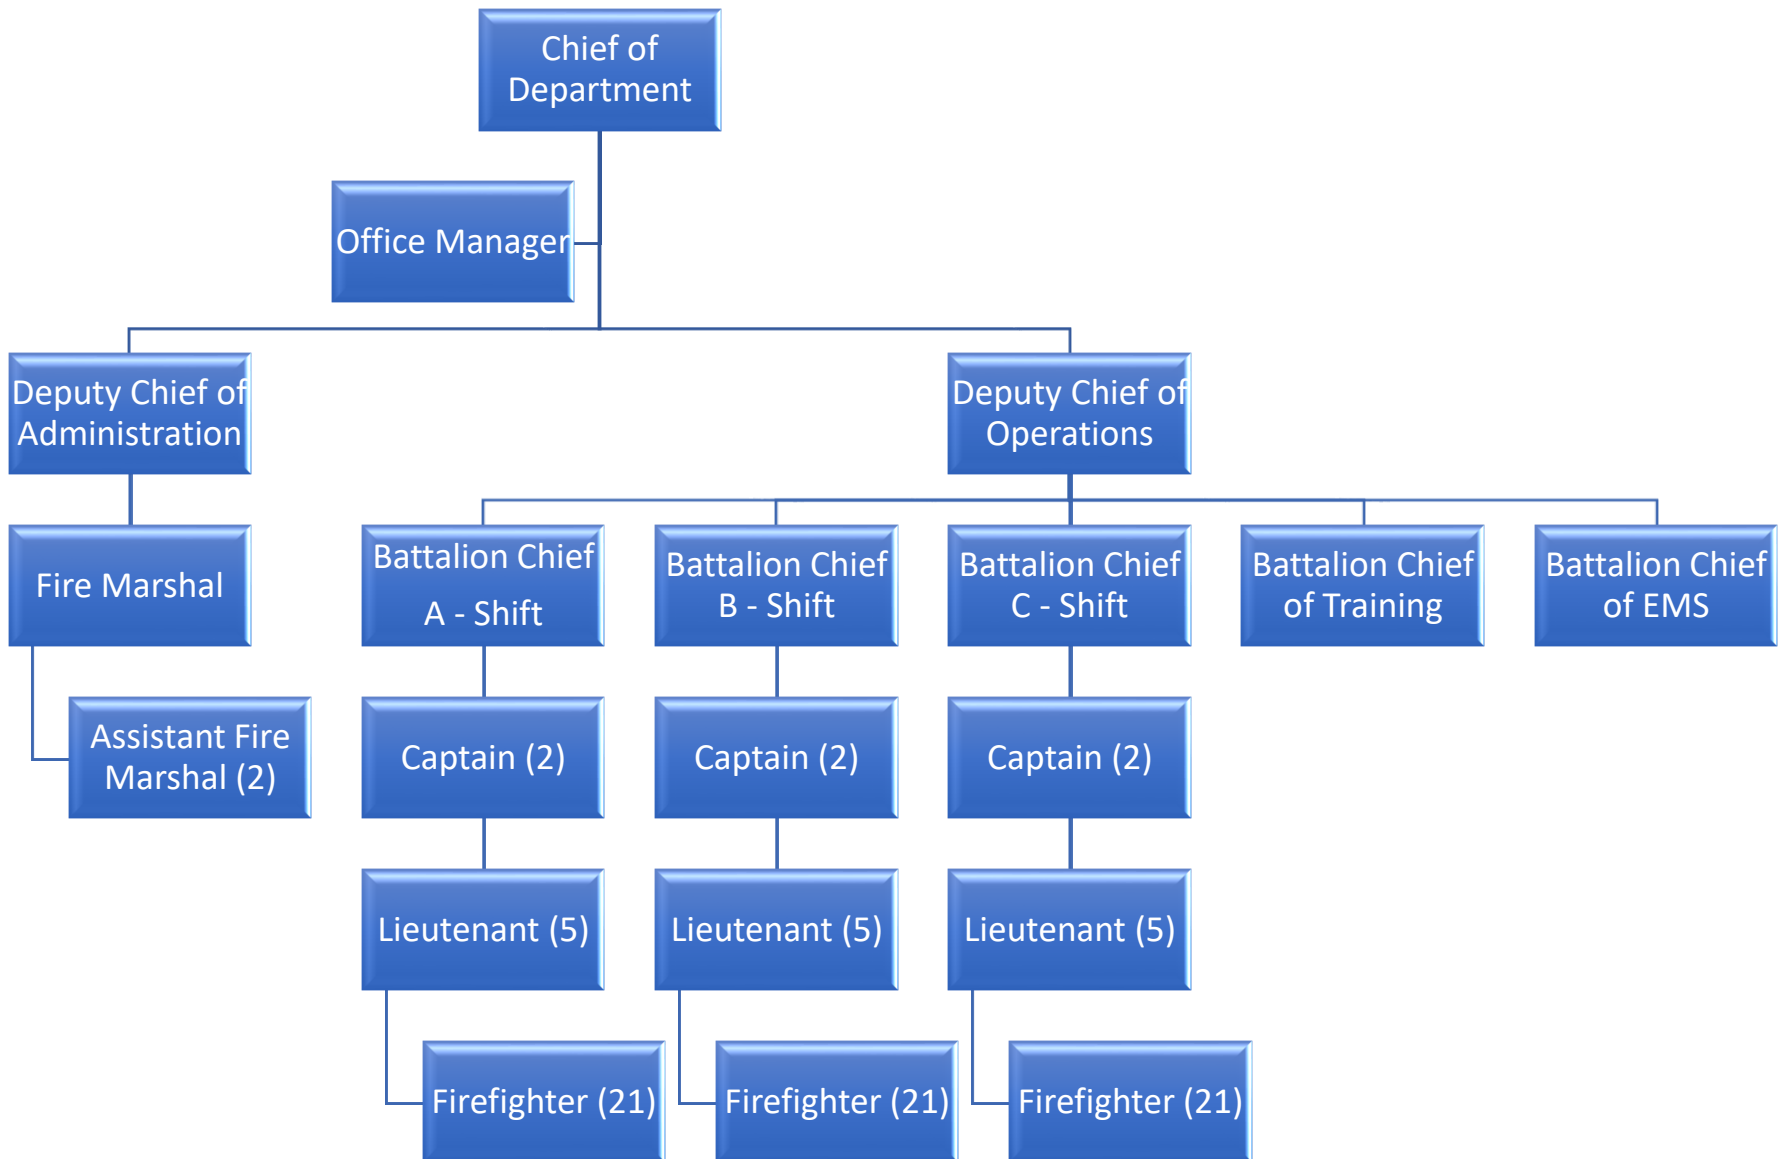 Chief of
Department
Office Manager
Deputy Chief of
Administration
Deputy Chief of
Operations
Fire Marshal
Battalion Chief
A - Shift
Battalion Chief
B - Shift
Battalion Chief
C - Shift
Battalion Chief
of Training
Battalion Chief
of EMS
Assistant Fire
Marshal (2)
Captain (2)
Captain (2)
Captain (2)
Lieutenant (5)
Lieutenant (5)
Lieutenant (5)
Firefighter (21)
Firefighter (21)
Firefighter (21)